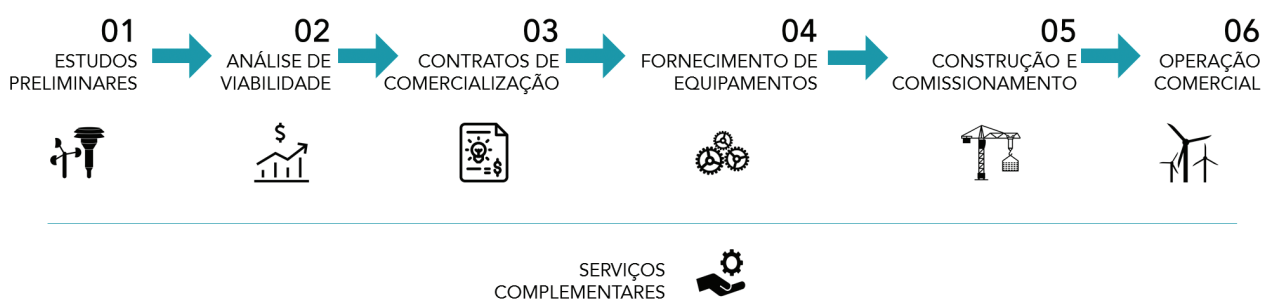 01
ESTUDOS
PRELIMINARES
02
ANÁLISE DE
VIABILIDADE
03
CONTRATOS DE
COMERCIALIZAÇÃO
04
FORNECIMENTO DE
EQUIPAMENTOS
05
CONSTRUÇÃO E
COMISSIONAMENTO
06
OPERAÇÃO
COMERCIAL
$
$
SERVIÇOS
COMPLEMENTARES